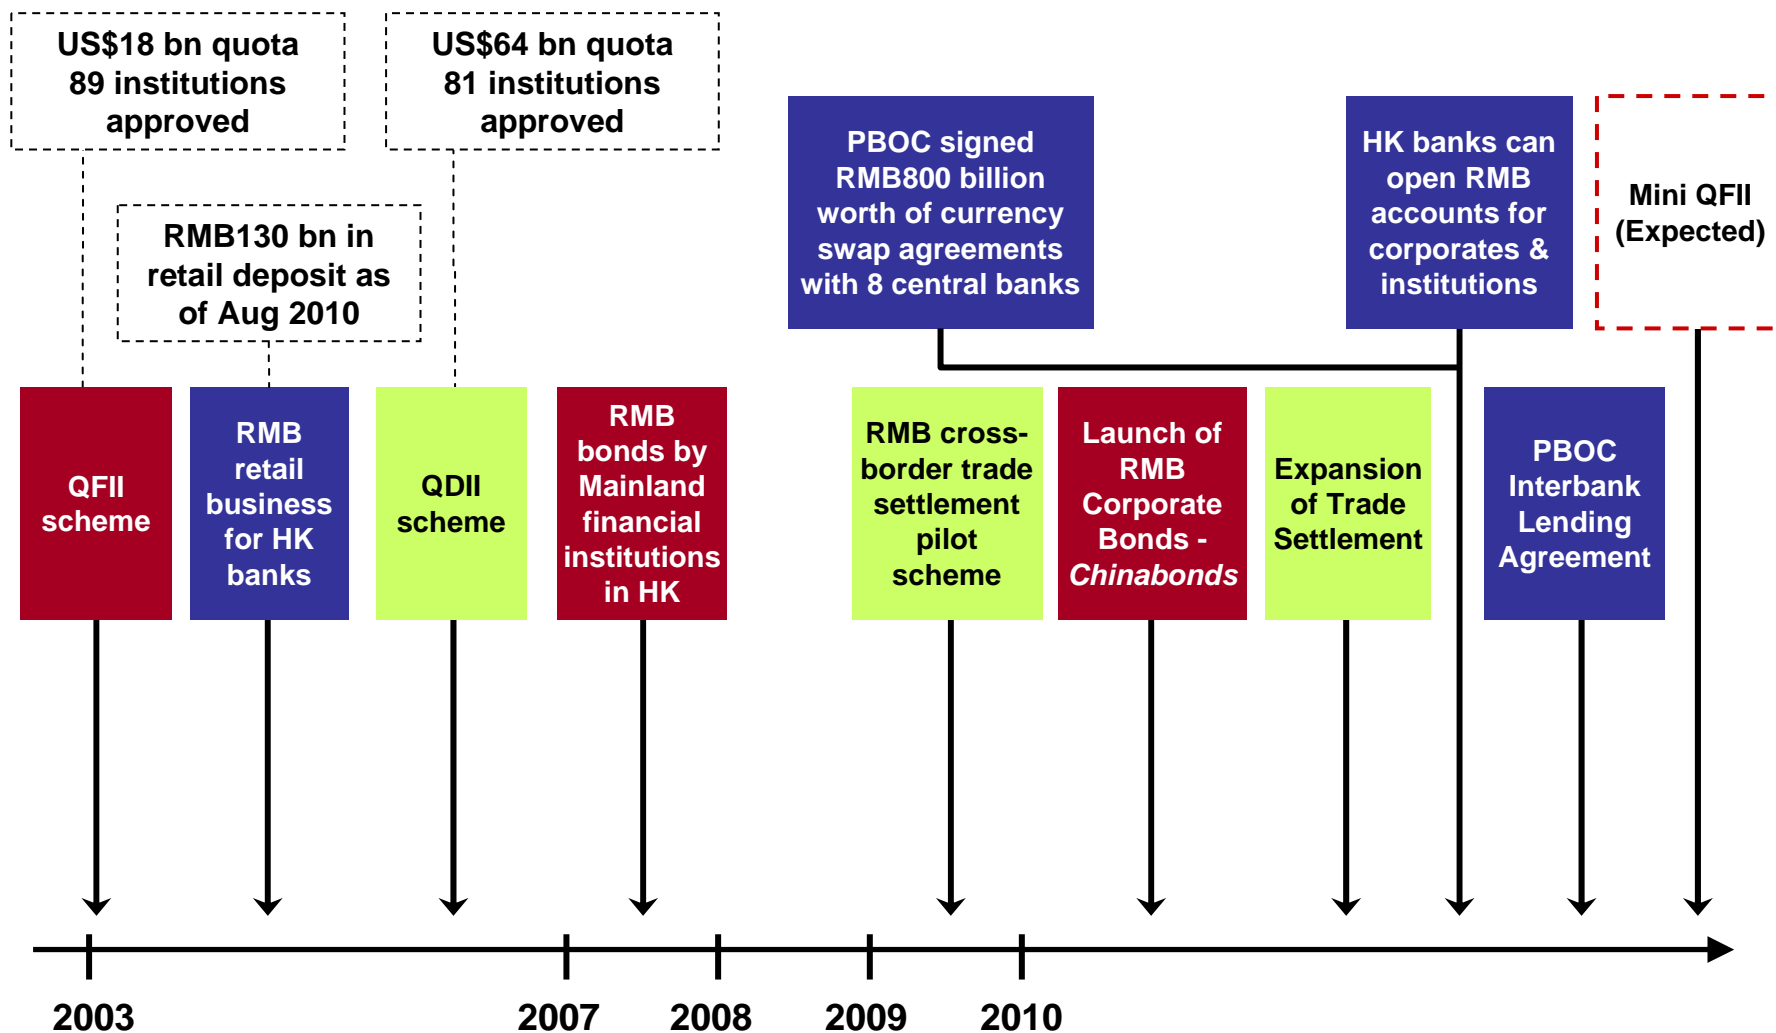 US$18 bn quota
89 institutions
approved
US$64 bn quota
81 institutions
approved
RMB130 bn in
retail deposit as
of Aug 2010
PBOC signed
RMB800 billion
worth of currency
swap agreements
with 8 central banks
HK banks can
open RMB
accounts for
corporates &
institutions
Mini QFII
(Expected)
QFII
scheme
RMB
retail
business
for HK
banks
QDII
scheme
RMB
bonds by
Mainland
financial
institutions
in HK
RMB cross-
border trade
settlement
pilot
scheme
Launch of
RMB
Corporate
Bonds -
Chinabonds
Expansion
of Trade
Settlement
PBOC
Interbank
Lending
Agreement
2003
2007
2008
2009
2010